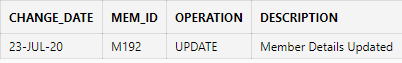 CHANGE_DATE MEM_ID OPERATION DESCRIPTION
23-JUL-20 M192 UPDATE Member Details Updated